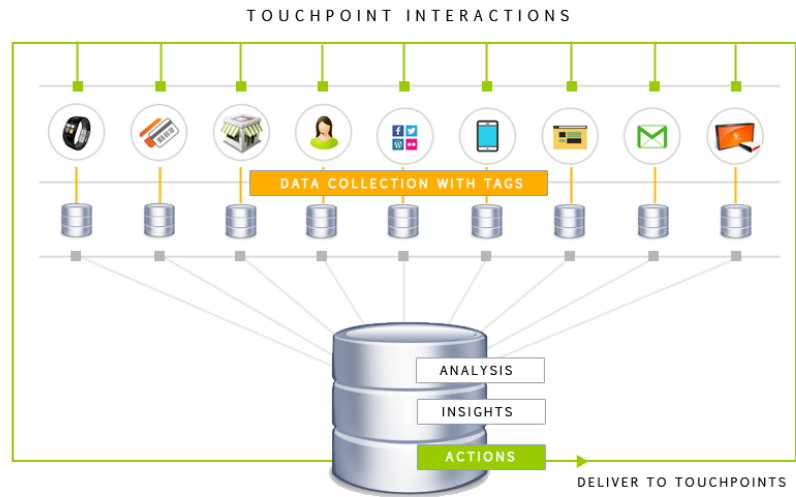 TOUCHPOINT INTERACTIONS
DATA COLLECTION WITH TAGS
ANALYSIS
INSIGHTS
ACTIONS
DELIVER TO TOUCHPOINTS